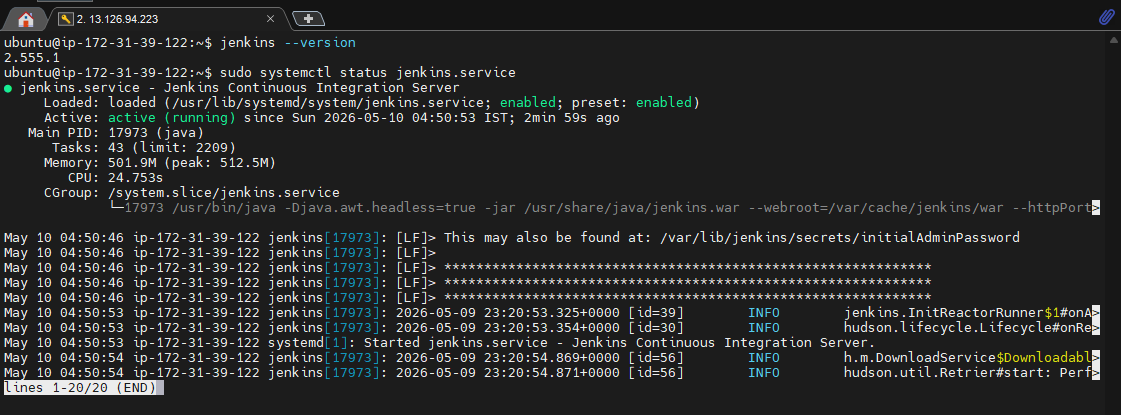 2. 13.126.94.223
ubuntu@ip-172-31-39-122:~$ jenkins --version
2.555.1
ubuntu@ip-172-31-39-122:~$ sudo systemctl status jenkins.service
● jenkins.service - Jenkins Continuous Integration Server
     Loaded: loaded (/usr/lib/systemd/system/jenkins.service; enabled; preset: enabled)
     Active: active (running) since Sun 2026-05-10 04:50:53 IST; 2min 59s ago
   Main PID: 17973 (java)
      Tasks: 43 (limit: 2209)
     Memory: 501.9M (peak: 512.5M)
        CPU: 24.753s
     CGroup: /system.slice/jenkins.service
             └─17973 /usr/bin/java -Djava.awt.headless=true -jar /usr/share/java/jenkins.war --webroot=/var/cache/jenkins/war --httpPort>
May 10 04:50:46 ip-172-31-39-122 jenkins[17973]: [LF]> This may also be found at: /var/lib/jenkins/secrets/initialAdminPassword
May 10 04:50:46 ip-172-31-39-122 jenkins[17973]: [LF]>
May 10 04:50:46 ip-172-31-39-122 jenkins[17973]: [LF]> *************************************************************
May 10 04:50:46 ip-172-31-39-122 jenkins[17973]: [LF]> *************************************************************
May 10 04:50:46 ip-172-31-39-122 jenkins[17973]: [LF]> *************************************************************
May 10 04:50:53 ip-172-31-39-122 jenkins[17973]: 2026-05-09 23:20:53.325+0000 [id=39]        INFO        jenkins.InitReactorRunner$1#onA>
May 10 04:50:53 ip-172-31-39-122 jenkins[17973]: 2026-05-09 23:20:53.354+0000 [id=30]        INFO        hudson.lifecycle.Lifecycle#onRe>
May 10 04:50:53 ip-172-31-39-122 systemd[1]: Started jenkins.service - Jenkins Continuous Integration Server.
May 10 04:50:54 ip-172-31-39-122 jenkins[17973]: 2026-05-09 23:20:54.869+0000 [id=56]        INFO        h.m.DownloadService$Downloadabl>
May 10 04:50:54 ip-172-31-39-122 jenkins[17973]: 2026-05-09 23:20:54.871+0000 [id=56]        INFO        hudson.util.Retrier#start: Perf>
lines 1-20/20 (END)